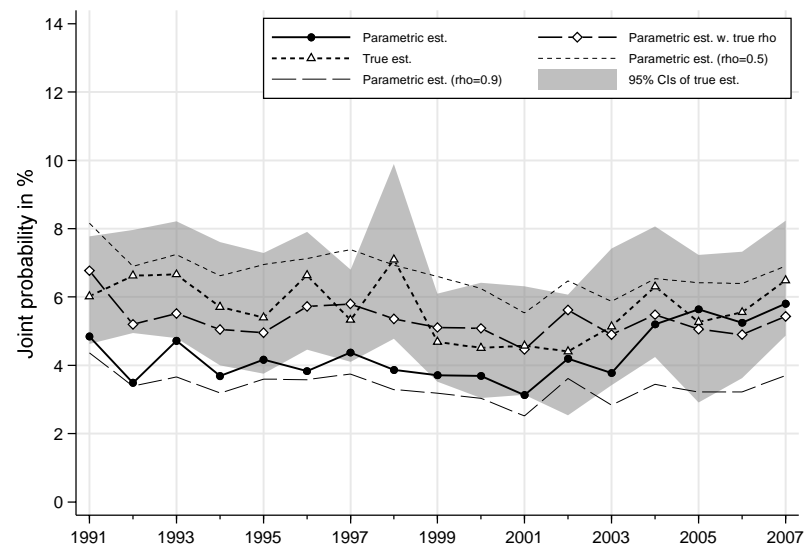 Parametric est.
Parametric est. w. true rho
True est.
Parametric est. (rho=0.5)
Parametric est. (rho=0.9)
95% CIs of true est.
Joint probability in %
14
12
10
8
6
4
2
0
1991 1993 1995 1997 1999 2001 2003 2005 2007